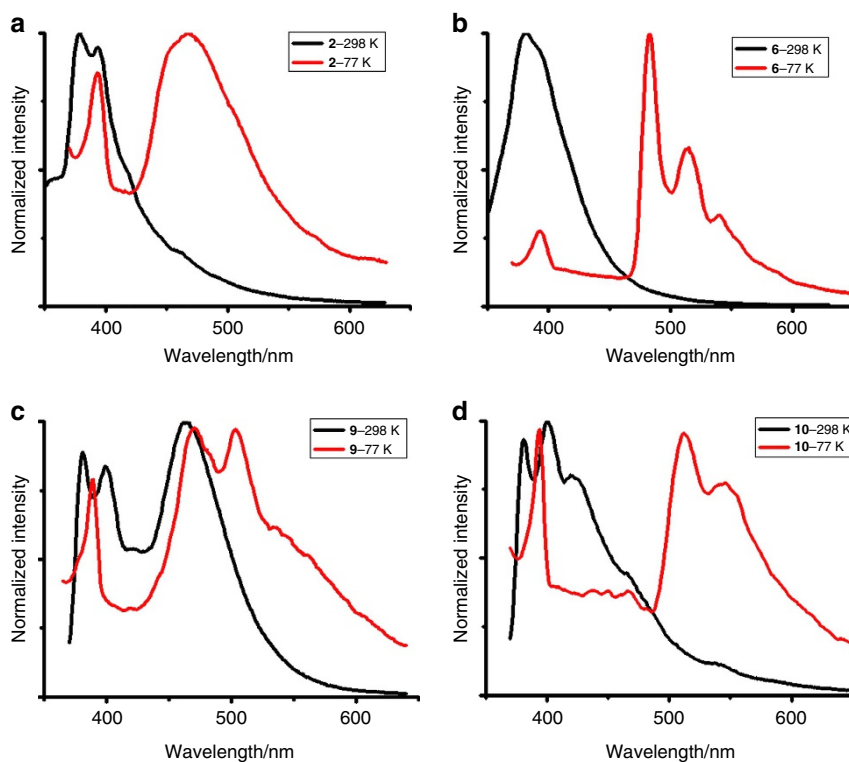 a
2–298 K
2–77 K
Normalized intensity
400 500 600
Wavelength/nm
b
6–298 K
6–77 K
Normalized intensity
400 500 600
Wavelength/nm
c
9–298 K
9–77 K
Normalized intensity
400 500 600
Wavelength/nm
d
10–298 K
10–77 K
Normalized intensity
400 500 600
Wavelength/nm